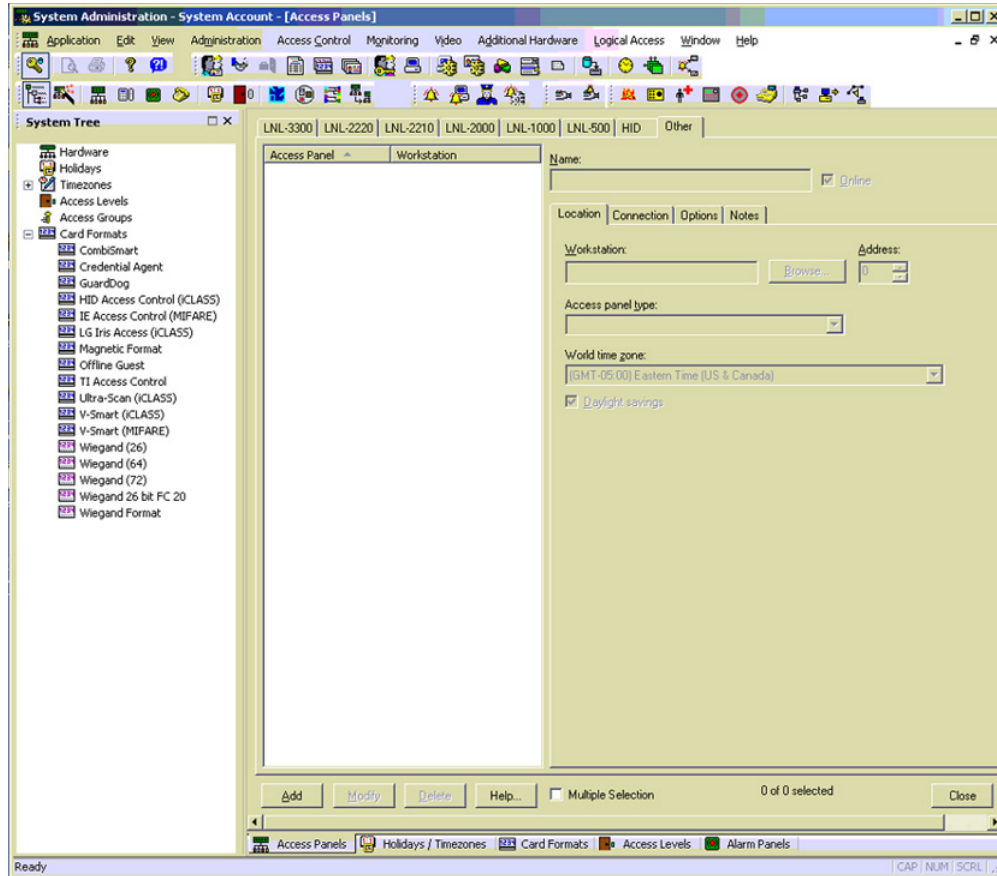 System Administration - System Account - [Access Panels]
Application Edit View Administration Access Control Monitoring Video Additional Hardware Logical Access Window Help
System Tree
Hardware
Holidays
Timezones
Access Levels
Access Groups
Card Formats
CombiSmart
Credential Agent
GuardDog
HID Access Control (iCLASS)
IE Access Control (MIFARE)
LG Iris Access (iCLASS)
Magnetic Format
Offline Guest
TI Access Control
Ultra-Scan (iCLASS)
V-Smart (iCLASS)
V-Smart (MIFARE)
Wiegand (26)
Wiegand (64)
Wiegand (72)
Wiegand 26 bit FC 20
Wiegand Format
LNL-3300 LNL-2220 LNL-2210 LNL-2000 LNL-1000 LNL-500 HID Other
Access Panel Workstation
Name:
Online
Location Connection Options Notes
Workstation: Address:
Browse... 0
Access panel type:
World time zone:
(GMT-05:00) Eastern Time (US & Canada)
Daylight savings
Add Modify Delete Help... Multiple Selection 0 of 0 selected Close
Access Panels Holidays / Timezones Card Formats Access Levels Alarm Panels
Ready CAP NUM SCRL